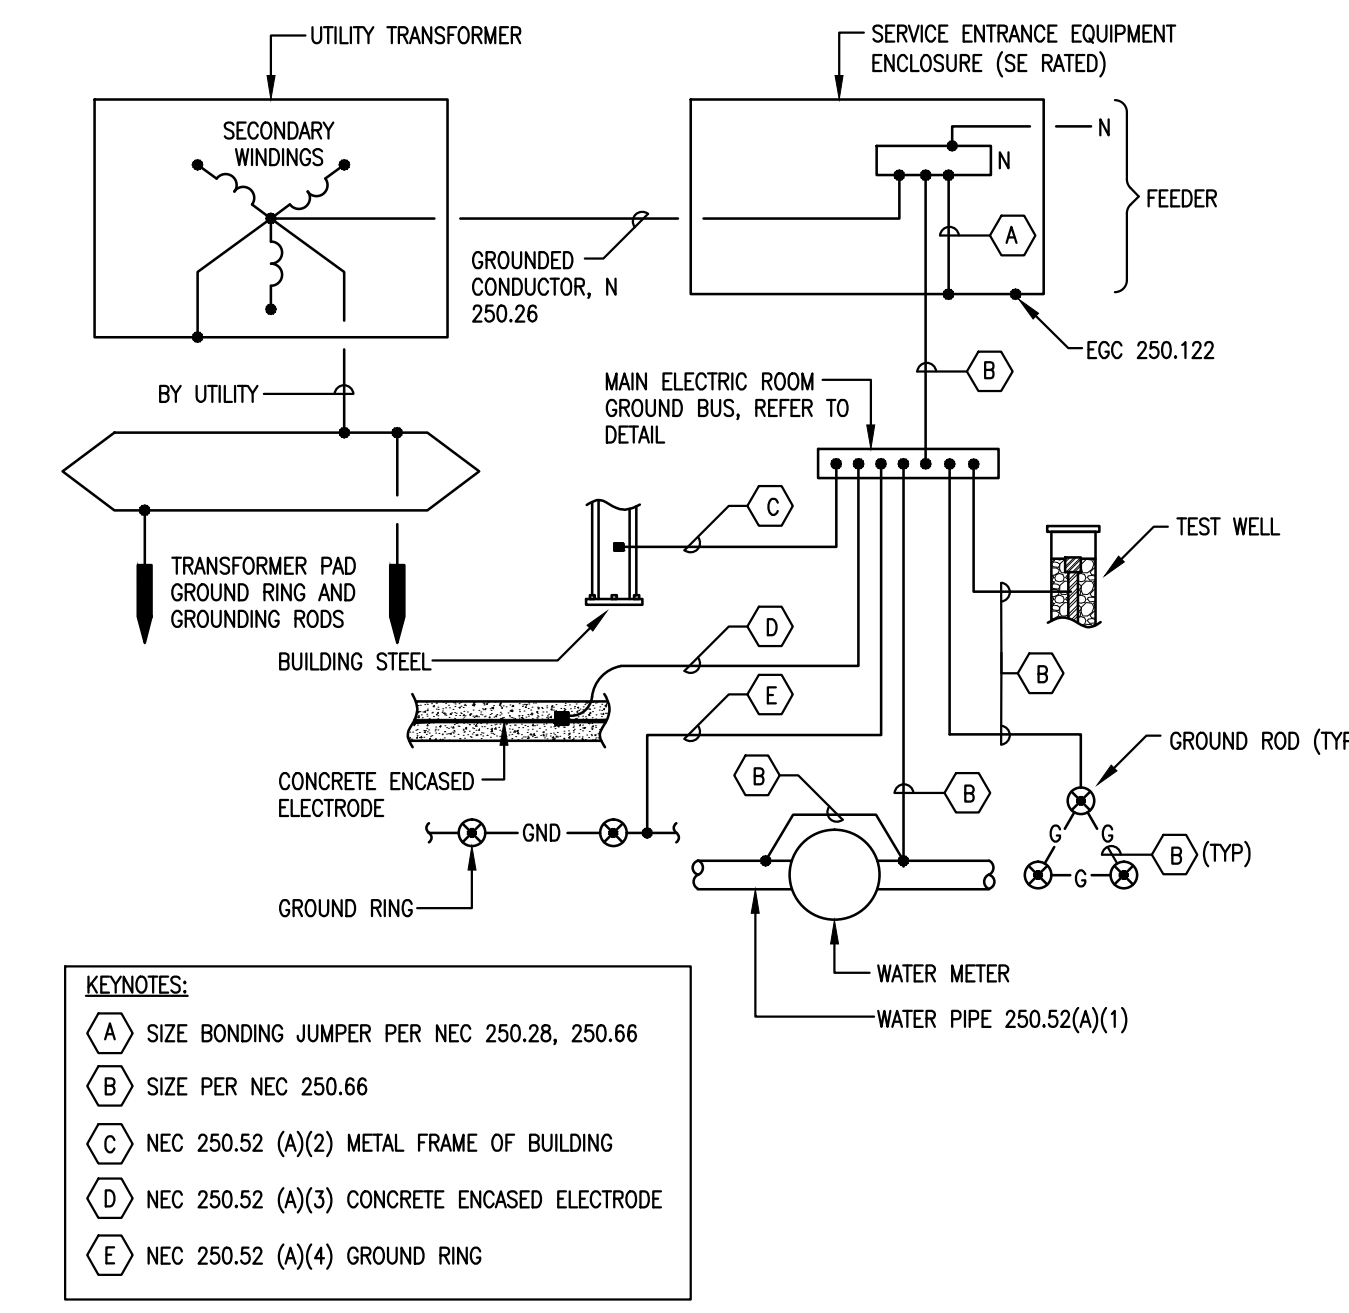 UTILITY TRANSFORMER
SERVICE ENTRANCE EQUIPMENT
ENCLOSURE (SE RATED)
SECONDARY
WINDINGS
N
N
FEEDER
A
GROUNDED
CONDUCTOR, N
250.26
EGC 250.122
B
BY UTILITY
MAIN ELECTRIC ROOM
GROUND BUS, REFER TO
DETAIL
C
TEST WELL
TRANSFORMER PAD
GROUND RING AND
GROUNDING RODS
D
BUILDING STEEL
B
E
GROUND ROD (TYP
CONCRETE ENCASED
ELECTRODE
B
B
GND
G
G
B (TYP)
G
GROUND RING
WATER METER
WATER PIPE 250.52(A)(1)
KEYNOTES:
A SIZE BONDING JUMPER PER NEC 250.28, 250.66
B SIZE PER NEC 250.66
C NEC 250.52 (A)(2) METAL FRAME OF BUILDING
D NEC 250.52 (A)(3) CONCRETE ENCASED ELECTRODE
E NEC 250.52 (A)(4) GROUND RING